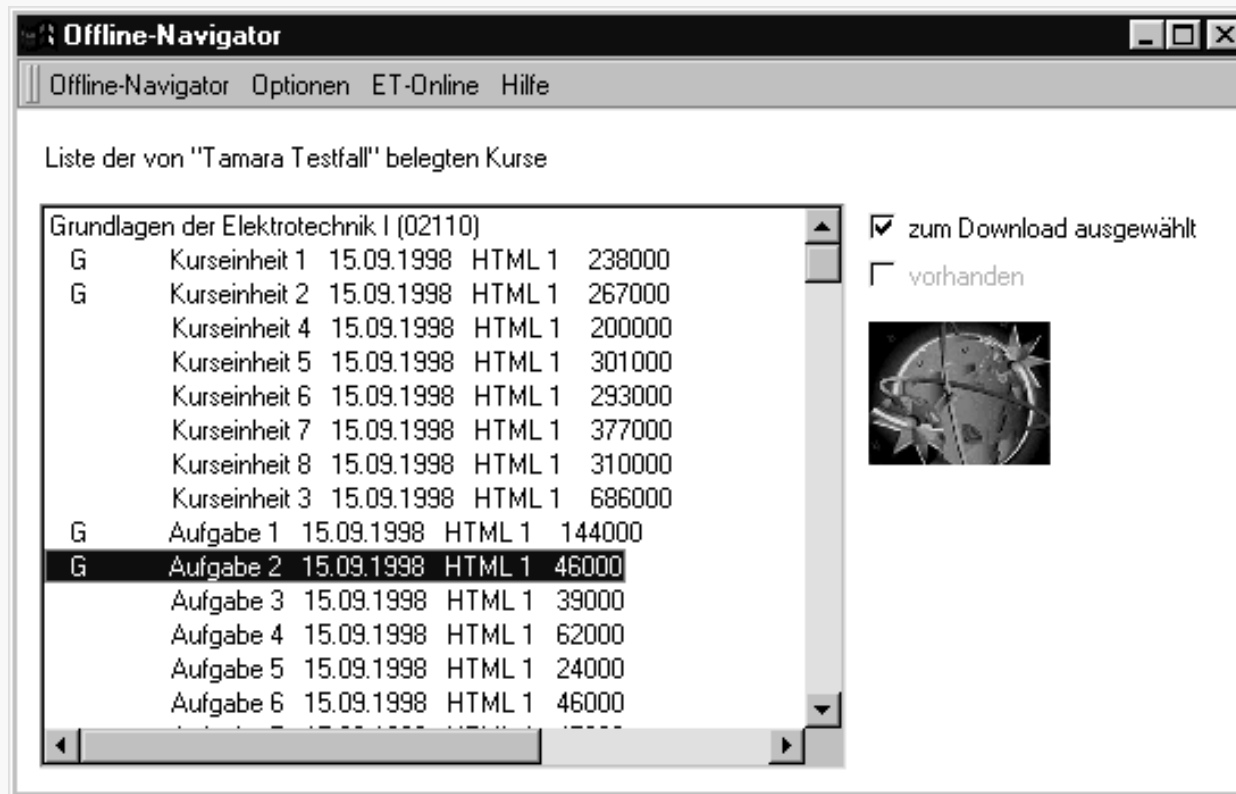 Offline-Navigator
Offline-Navigator Optionen ET-Online Hilfe
Liste der von "Tamara Testfall" belegten Kurse
Grundlagen der Elektrotechnik I (02110)
G Kurseinheit 1 15.09.1998 HTML 1 238000
G Kurseinheit 2 15.09.1998 HTML 1 267000
Kurseinheit 4 15.09.1998 HTML 1 200000
Kurseinheit 5 15.09.1998 HTML 1 301000
Kurseinheit 6 15.09.1998 HTML 1 293000
Kurseinheit 7 15.09.1998 HTML 1 377000
Kurseinheit 8 15.09.1998 HTML 1 310000
Kurseinheit 3 15.09.1998 HTML 1 686000
G Aufgabe 1 15.09.1998 HTML 1 144000
G Aufgabe 2 15.09.1998 HTML 1 46000
Aufgabe 3 15.09.1998 HTML 1 39000
Aufgabe 4 15.09.1998 HTML 1 62000
Aufgabe 5 15.09.1998 HTML 1 24000
Aufgabe 6 15.09.1998 HTML 1 46000
zum Download ausgewählt
vorhanden